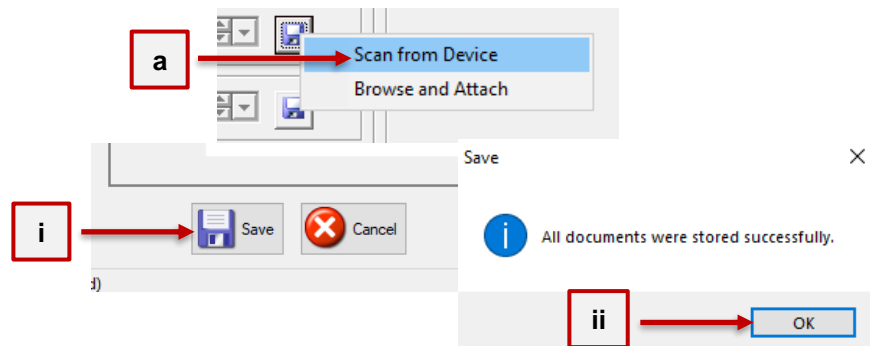 a
Scan from Device
Browse and Attach
Save
i
Save
Cancel
All documents were stored successfully.
d)
ii
OK